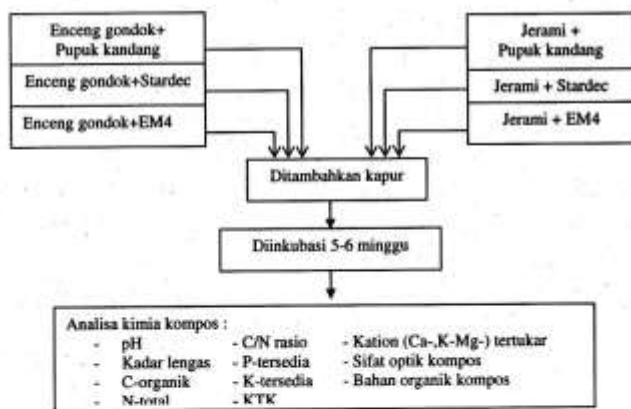 Enceng gondok+
Pupuk kandang
Enceng gondok+Stardec
Enceng gondok+EM4
Jerami +
Pupuk kandang
Jerami + Stardec
Jerami + EM4
Ditambahkan kapur
Diinkubasi 5-6 minggu
Analisa kimia kompos :
- pH - C/N rasio - Kation (Ca-,K-Mg-) tertukar
- Kadar lengas - P-tersedia - Sifat optik kompos
- C-organik - K-tersedia - Bahan organik kompos
- N-total - KTK